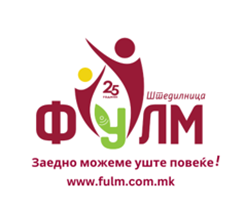 25
ГОДИНИ
Штедилница
ФУЛМ
Заедно можеме уште повеќе!
www.fulm.com.mk